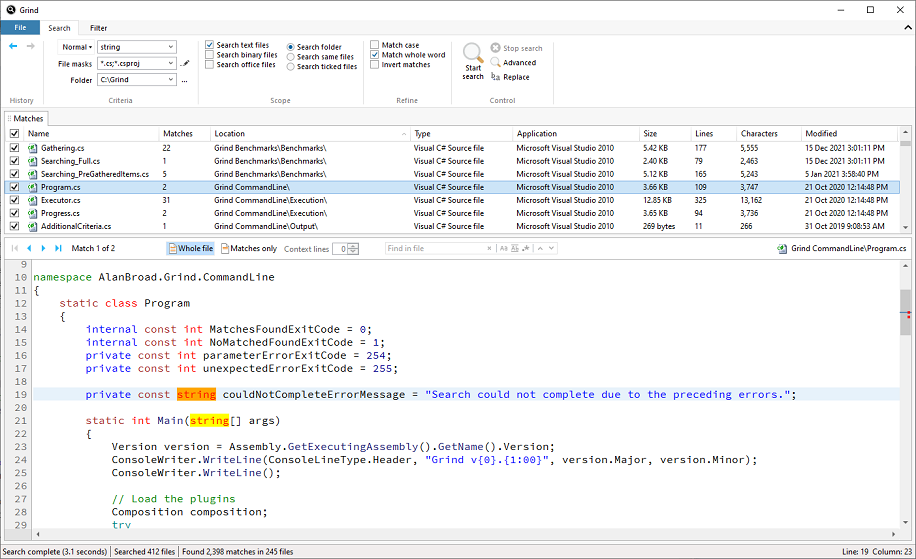 Grind
File Search Filter
Normal string Search text files Search folder Match case Stop search
File masks *.cs;*.csproj Search binary files Search same files Match whole word Start search Advanced
Folder C:\Grind ... Search office files Search ticked files Invert matches Replace
History Criteria Scope Refine Control
Matches
Name Matches Location Type Application Size Lines Characters Modified
Gathering.cs 22 Grind Benchmarks\Benchmarks\ Visual C# Source file Microsoft Visual Studio 2010 5.42 KB 177 5,555 15 Dec 2021 3:01:11 PM
Searching_Full.cs 1 Grind Benchmarks\Benchmarks\ Visual C# Source file Microsoft Visual Studio 2010 2.40 KB 79 2,463 15 Dec 2021 3:01:11 PM
Searching_PreGatheredItems.cs 5 Grind Benchmarks\Benchmarks\ Visual C# Source file Microsoft Visual Studio 2010 5.12 KB 165 5,243 5 Jan 2021 3:58:40 PM
Program.cs 2 Grind CommandLine\ Visual C# Source file Microsoft Visual Studio 2010 3.66 KB 109 3,747 21 Oct 2020 12:14:48 PM
Executor.cs 31 Grind CommandLine\Execution\ Visual C# Source file Microsoft Visual Studio 2010 12.85 KB 325 13,162 21 Oct 2020 12:14:48 PM
Progress.cs 2 Grind CommandLine\Execution\ Visual C# Source file Microsoft Visual Studio 2010 3.65 KB 94 3,736 21 Oct 2020 12:14:48 PM
AdditionalCriteria.cs 1 Grind CommandLine\Output\ Visual C# Source file Microsoft Visual Studio 2010 269 bytes 11 266 21 Oct 2019 9:08:53 AM
Match 1 of 2 Whole file Matches only Context lines 0 Find in file Grind CommandLine\Program.cs
9
10 namespace AlanBroad.Grind.CommandLine
11 {
12 static class Program
13 {
14 internal const int MatchesFoundExitCode = 0;
15 internal const int NoMatchedFoundExitCode = 1;
16 private const int parameterErrorExitCode = 254;
17 private const int unexpectedErrorExitCode = 255;
18
19 private const string couldNotCompleteErrorMessage = "Search could not complete due to the preceding errors.";
20
21 static int Main(string[] args)
22 {
23 Version version = Assembly.GetExecutingAssembly().GetName().Version;
24 ConsoleWriter.WriteLine(ConsoleLineType.Header, "Grind v{0}.{1:00}", version.Major, version.Minor);
25 ConsoleWriter.WriteLine();
26
27 // Load the plugins
28 Composition composition;
29 try
Search complete (3.1 seconds) Searched 412 files Found 2,398 matches in 245 files Line: 19 Column: 23